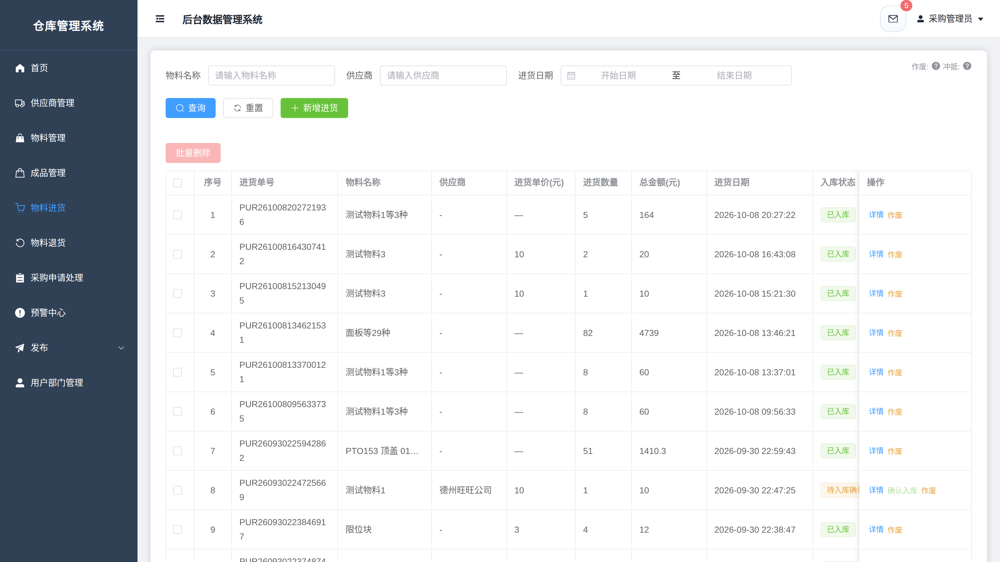 仓库管理系统
首页
供应商管理
物料管理
成品管理
物料进货
物料退货
采购申请处理
预警中心
发布
用户部门管理
后台数据管理系统
5
采购管理员
物料名称 请输入物料名称 供应商 请输入供应商 进货日期 开始日期 至 结束日期
作废: ? 冲抵: ?
查询 重置 新增进货
批量删除
序号 进货单号 物料名称 供应商 进货单价(元) 进货数量 总金额(元) 进货日期 入库状态 操作
1 PUR26100820272193 测试物料1等3种 - — 5 164 2026-10-08 20:27:22 已入库 详情 作废
6
2 PUR26100816430741 测试物料3 - 10 2 20 2026-10-08 16:43:08 已入库 详情 作废
2
3 PUR26100815213049 测试物料3 - 10 1 10 2026-10-08 15:21:30 已入库 详情 作废
5
4 PUR26100813462153 面板等29种 - — 82 4739 2026-10-08 13:46:21 已入库 详情 作废
1
5 PUR26100813370012 测试物料1等3种 - — 8 60 2026-10-08 13:37:01 已入库 详情 作废
1
6 PUR26100809563373 测试物料1等3种 - — 8 60 2026-10-08 09:56:33 已入库 详情 作废
5
7 PUR26093022594286 PTO153 顶盖 01… - — 51 1410.3 2026-09-30 22:59:43 已入库 详情 作废
2
8 PUR26093022472566 测试物料1 德州旺旺公司 10 1 10 2026-09-30 22:47:25 待入库确 详情 确认入库 作废
9
9 PUR26093022384691 限位块 - 3 4 12 2026-09-30 22:38:47 已入库 详情 作废
7
PUR26093022374874